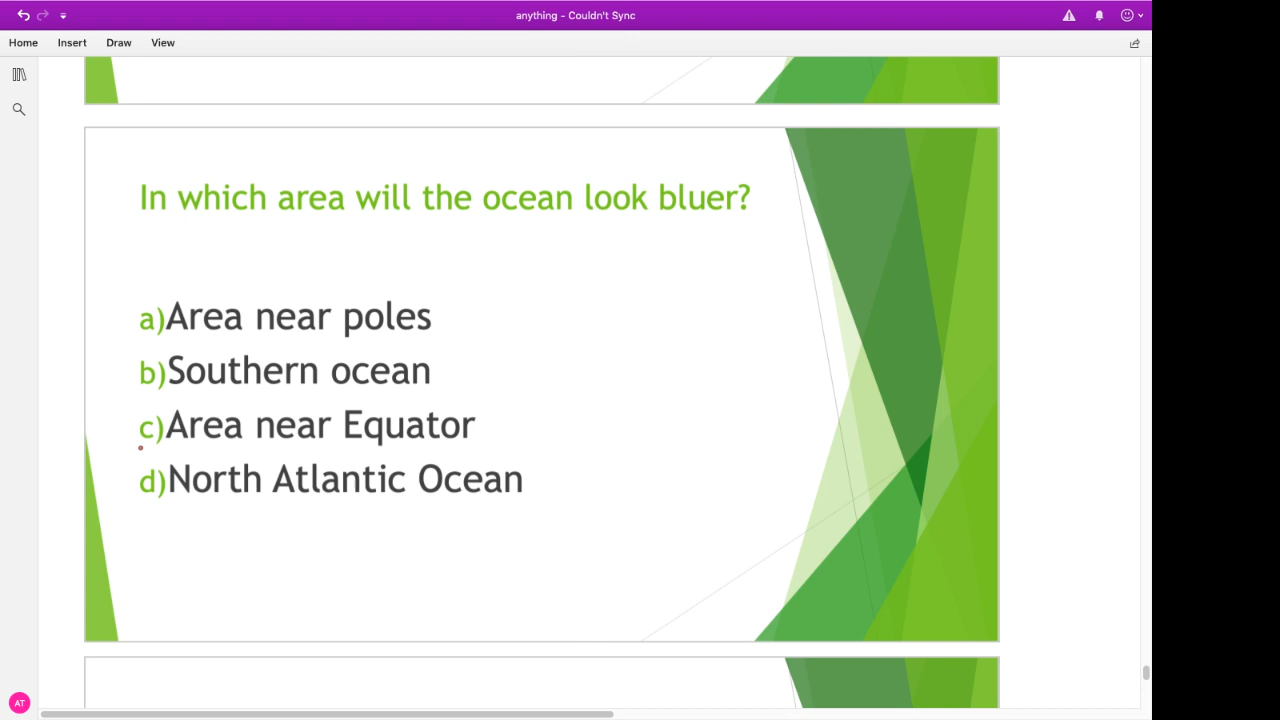 anything - Couldn't Sync
Home Insert Draw View
In which area will the ocean look bluer?
a)Area near poles
b)Southern ocean
c)Area near Equator
d)North Atlantic Ocean
AT